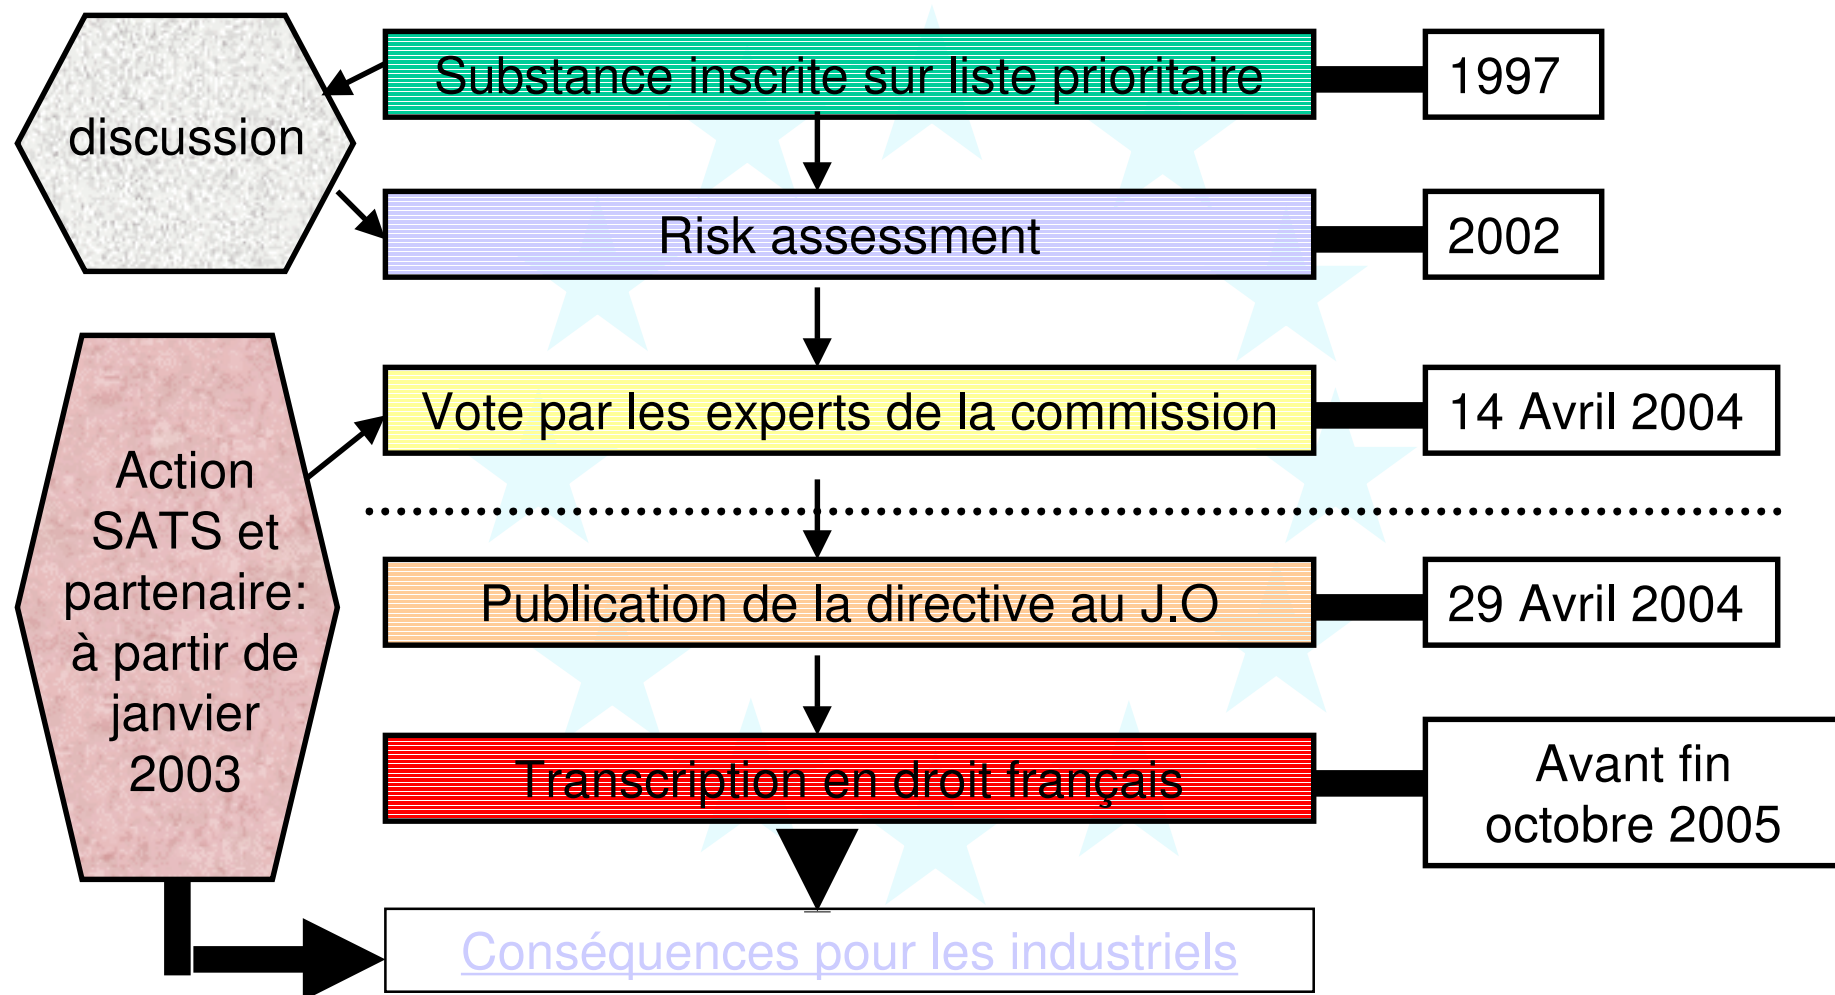 discussion
Substance inscrite sur liste prioritaire
1997
Risk assessment
2002
Vote par les experts de la commission
14 Avril 2004
Action
SATS et
partenaire:
à partir de
janvier
2003
Publication de la directive au J.O
29 Avril 2004
Transcription en droit français
Avant fin
octobre 2005
Conséquences pour les industriels